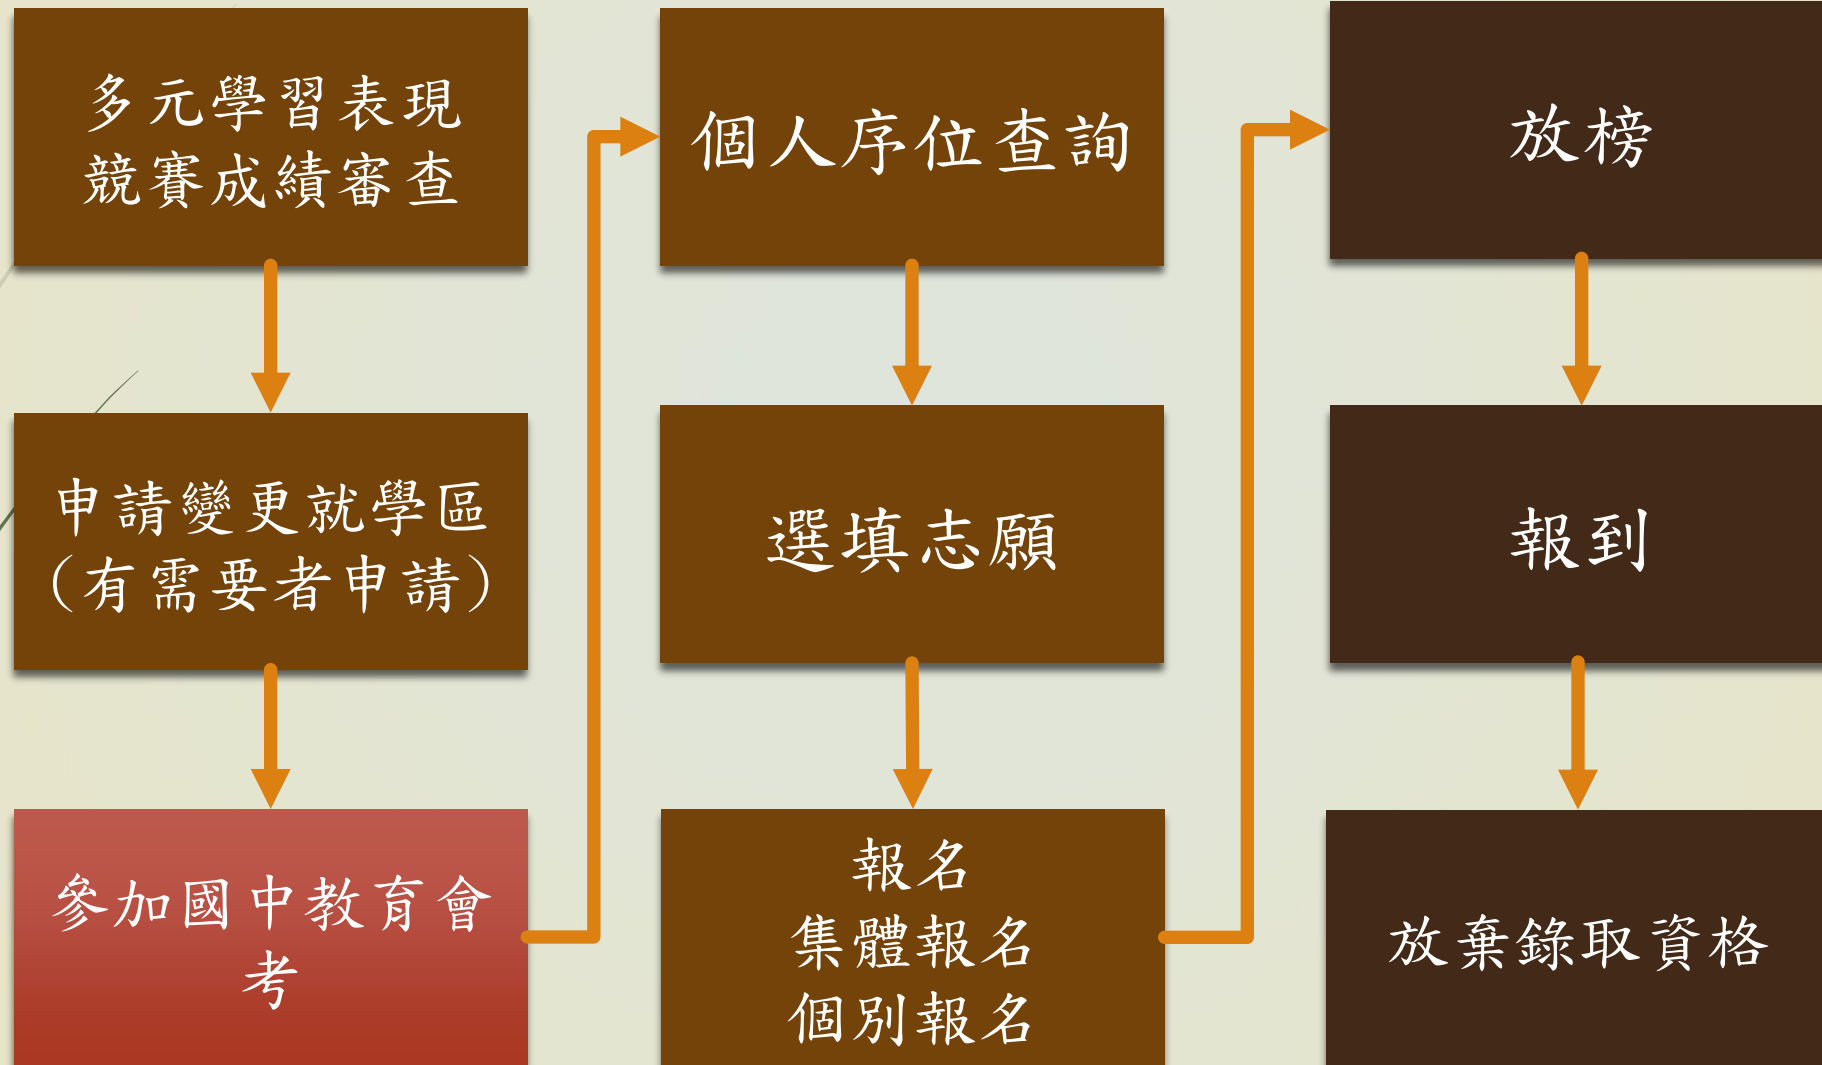 多元學習表現
競賽成績審查
申請變更就學區
(有需要者申請)
參加國中教育會
考
個人序位查詢
選填志願
報名
集體報名
個別報名
放榜
報到
放棄錄取資格